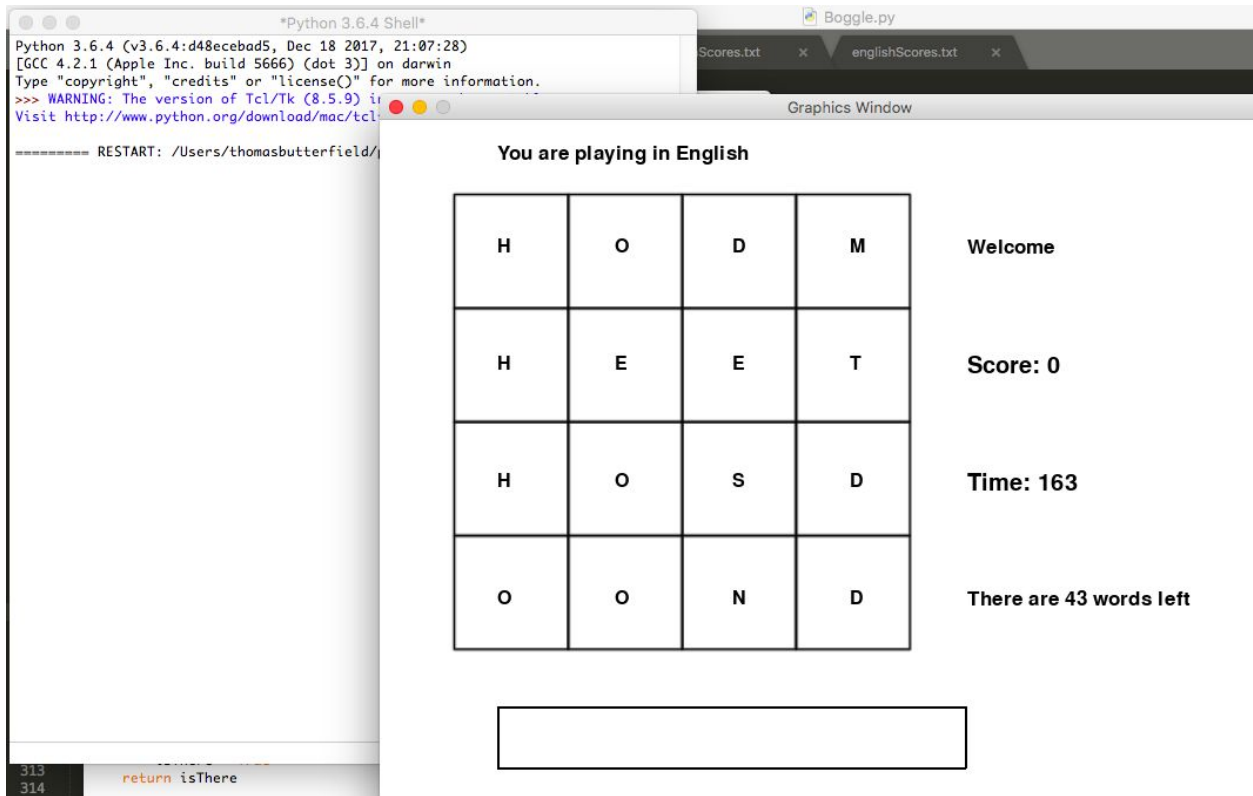 *Python 3.6.4 Shell*
Boggle.py
Python 3.6.4 (v3.6.4:d48ecebad5, Dec 18 2017, 21:07:28)
[GCC 4.2.1 (Apple Inc. build 5666) (dot 3)] on darwin
Type "copyright", "credits" or "license()" for more information.
>>> WARNING: The version of Tcl/Tk (8.5.9) i
Visit http://www.python.org/download/mac/tcl
========= RESTART: /Users/thomasbutterfield/
Scores.txt ×
englishScores.txt ×
Graphics Window
You are playing in English
H O D M
Welcome
H E E T
Score: 0
H O S D
Time: 163
O O N D
There are 43 words left
313
return isThere
314